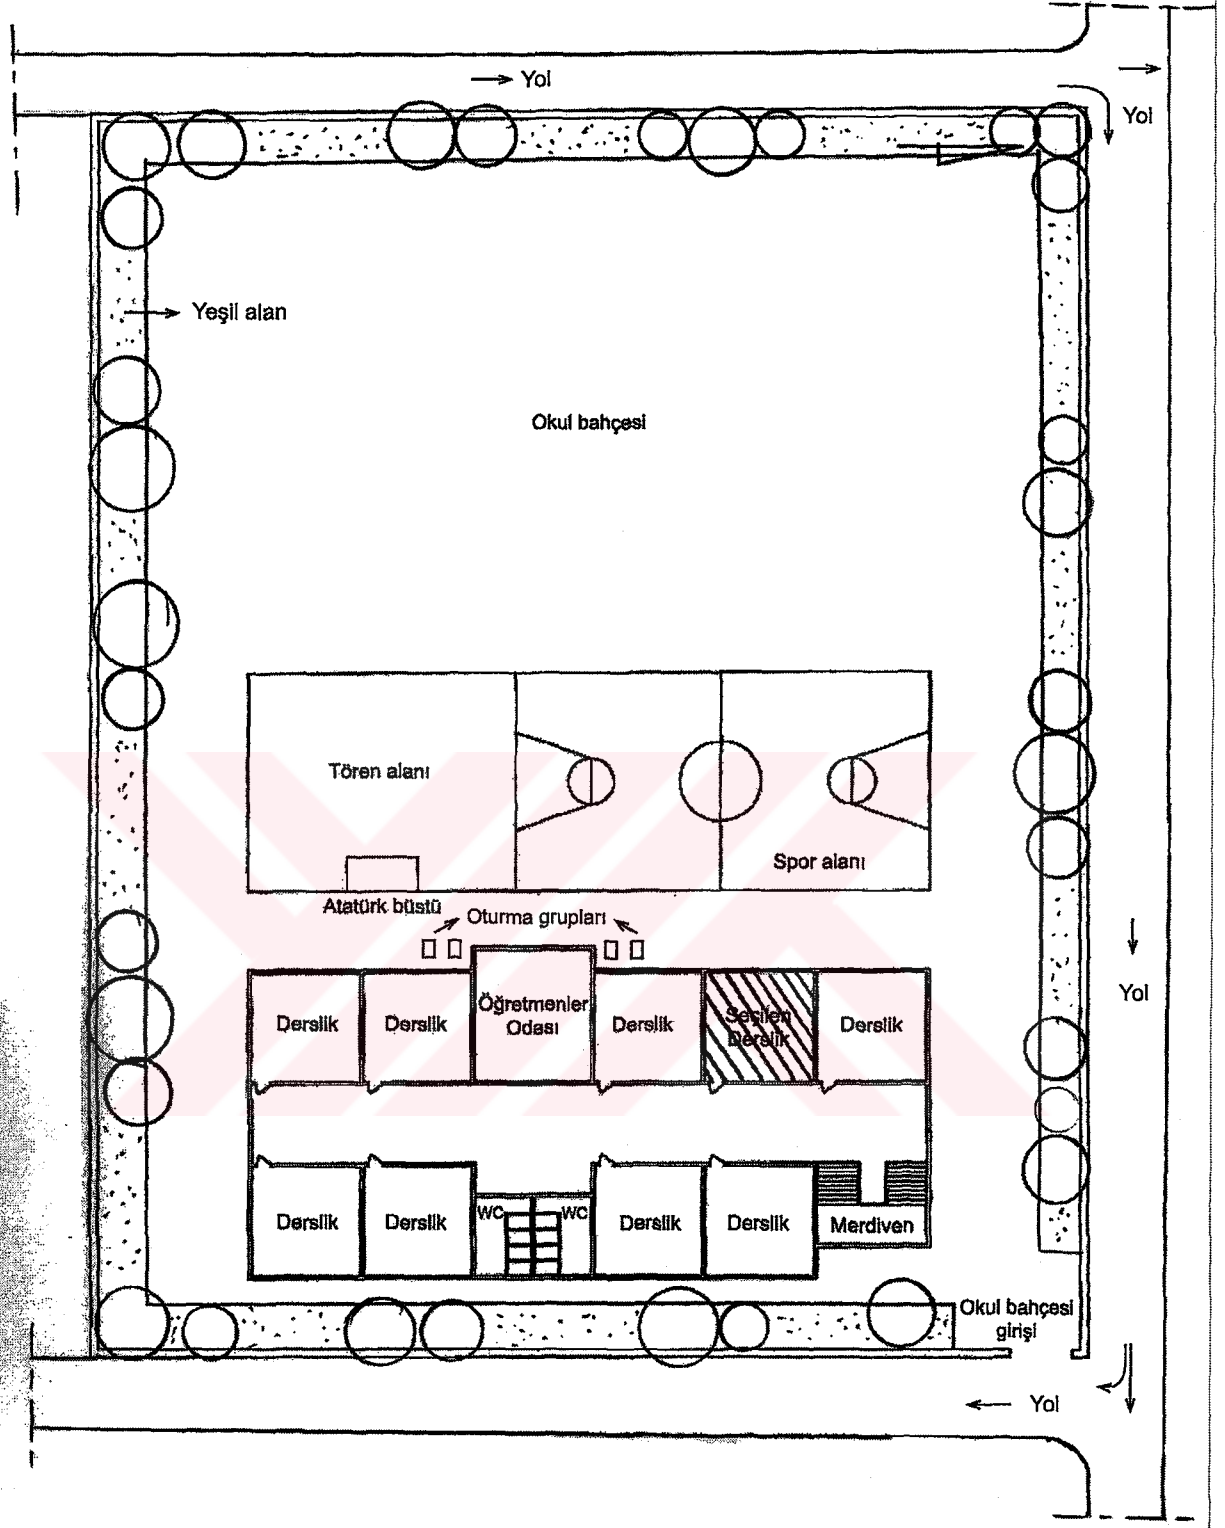 Yol
Yol
Yeşil alan
Okul bahçesi
Tören alanı
Spor alanı
Atatürk büstü
Oturma grupları
Derslik
Derslik
Öğretmenler
Odası
Derslik
Seçilen
Derslik
Derslik
Yol
Derslik
Derslik
WC
WC
Derslik
Derslik
Merdiven
Okul bahçesi
girişi
Yol